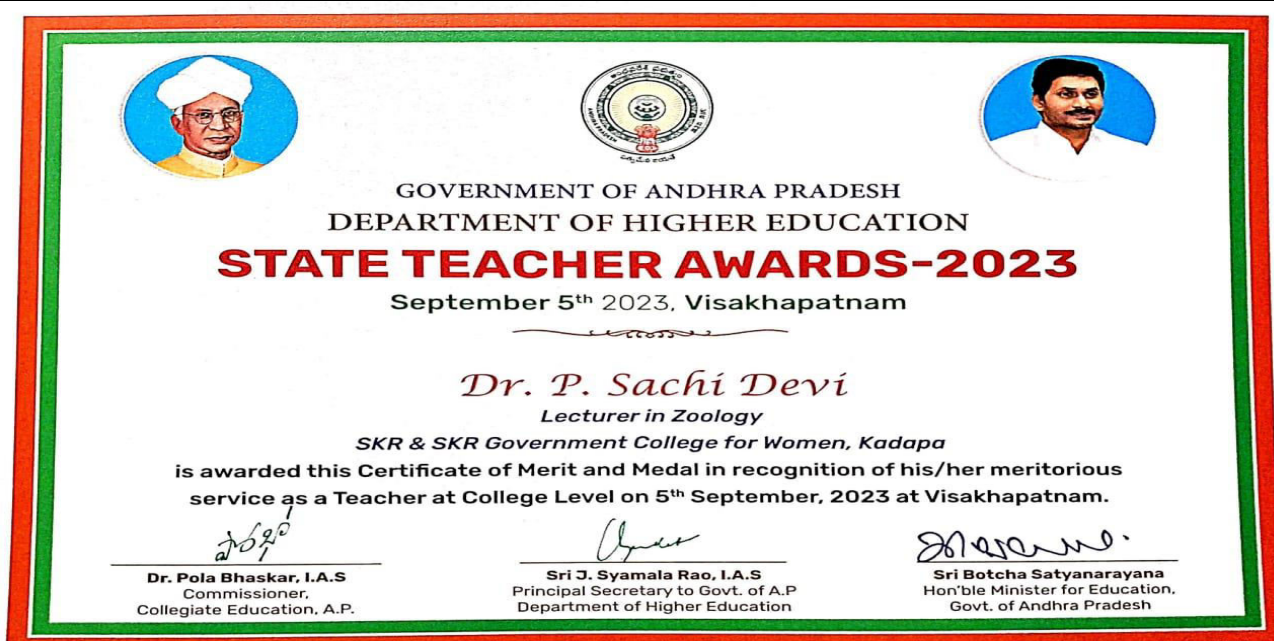 GOVERNMENT OF ANDHRA PRADESH
DEPARTMENT OF HIGHER EDUCATION
STATE TEACHER AWARDS-2023
September 5th 2023, Visakhapatnam
Dr. P. Sachi Devi
Lecturer in Zoology
SKR & SKR Government College for Women, Kadapa
is awarded this Certificate of Merit and Medal in recognition of his/her meritorious
service as a Teacher at College Level on 5th September, 2023 at Visakhapatnam.
Dr. Pola Bhaskar, I.A.S
Commissioner,
Collegiate Education, A.P.
Sri J. Syamala Rao, I.A.S
Principal Secretary to Govt. of A.P
Department of Higher Education
Sri Botcha Satyanarayana
Hon'ble Minister for Education,
Govt. of Andhra Pradesh